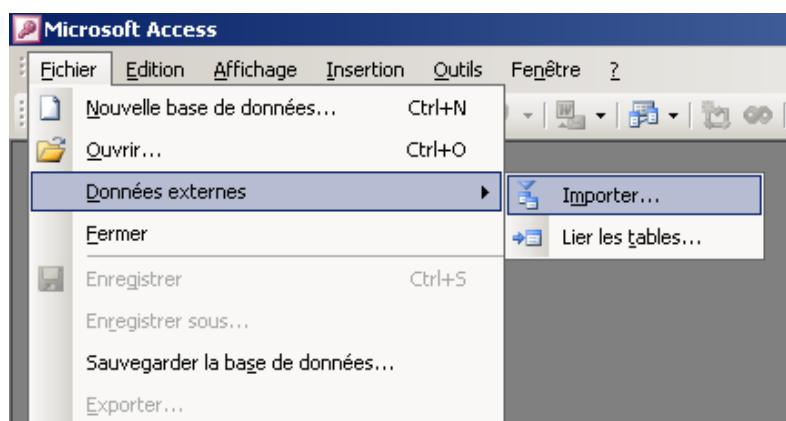 Microsoft Access
Fichier Edition Affichage Insertion Outils Fenêtre ?
Nouvelle base de données... Ctrl+N
Ouvrir... Ctrl+O
Données externes
Importer...
Fermer
Lier les tables...
Enregistrer Ctrl+S
Enregistrer sous...
Sauvegarder la base de données...
Exporter...